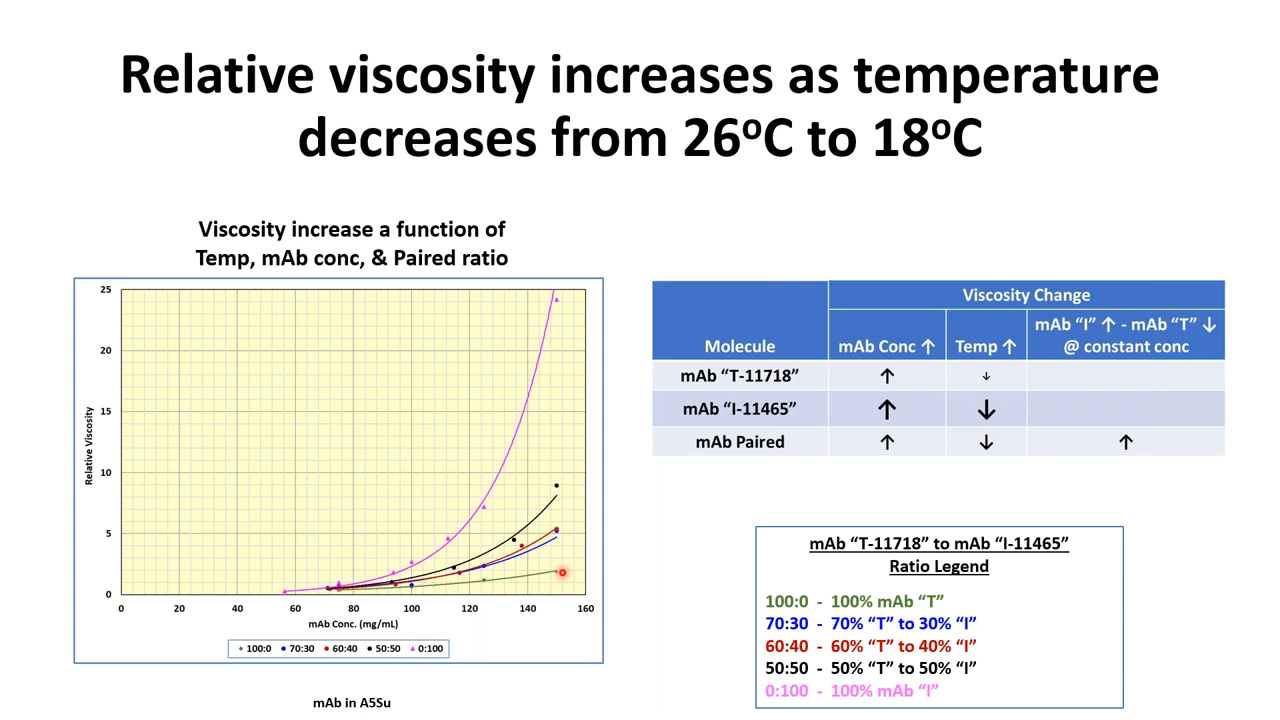 Relative viscosity increases as temperature
decreases from 26ºC to 18ºC
Viscosity increase a function of
Temp, mAb conc, & Paired ratio
25
20
15
10
5
0
Relative Viscosity
0 20 40 60 80 100 120 140 160
mAb Conc. (mg/mL)
100:0 70:30 60:40 50:50 0:100
mAb in A5Su
Viscosity Change
Molecule
mAb Conc ↑
Temp ↑
mAb “I” ↑ - mAb “T” ↓
@ constant conc
mAb “T-11718” ↑ ↓
mAb “I-11465” ↑ ↓
mAb Paired ↑ ↓ ↑
mAb “T-11718” to mAb “I-11465”
Ratio Legend
100:0 - 100% mAb “T”
70:30 - 70% “T” to 30% “I”
60:40 - 60% “T” to 40% “I”
50:50 - 50% “T” to 50% “I”
0:100 - 100% mAb “I”